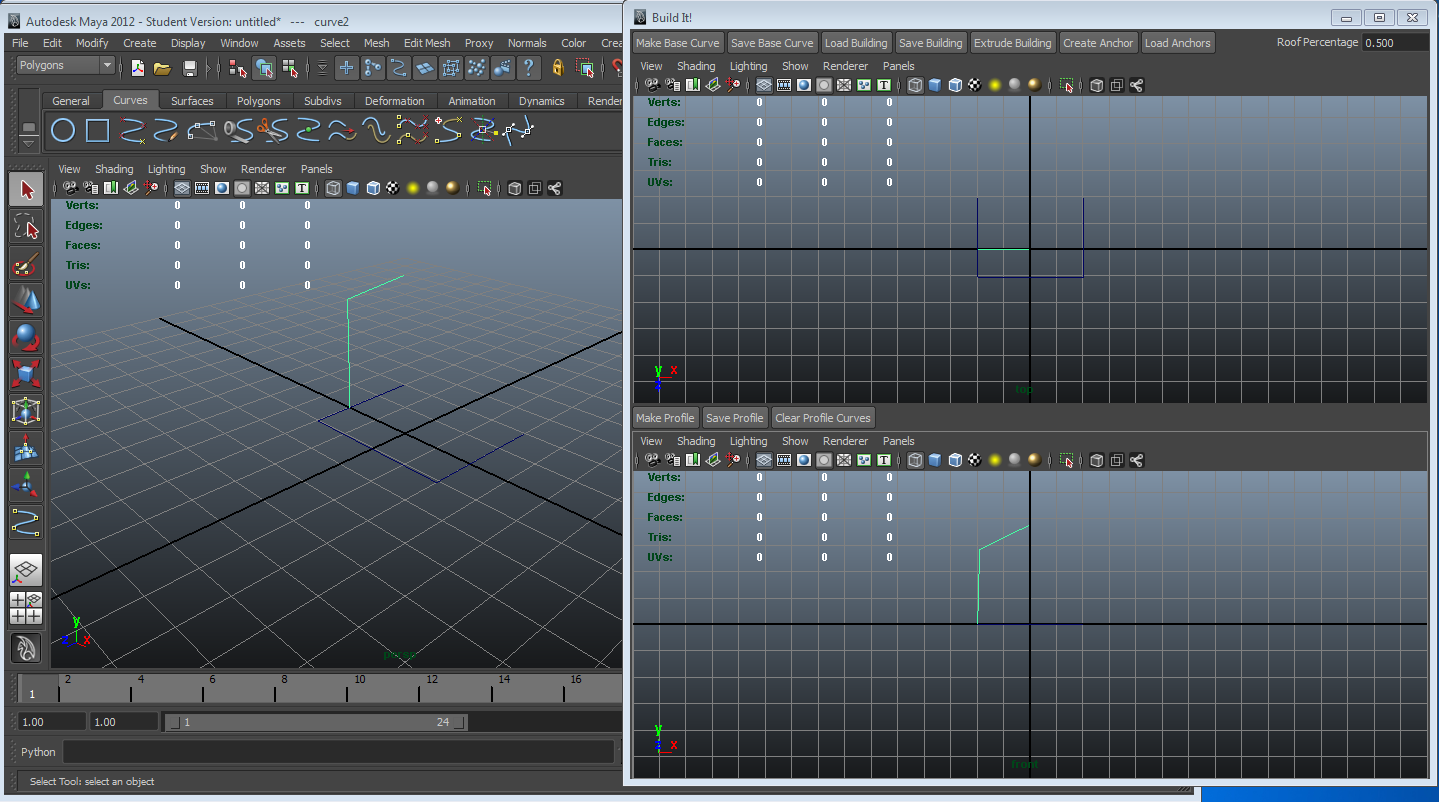 Autodesk Maya 2012 - Student Version: untitled*   ---   curve2
File Edit Modify Create Display Window Assets Select Mesh Edit Mesh Proxy Normals Color Crea
Polygons
General Curves Surfaces Polygons Subdivs Deformation Animation Dynamics Render
View Shading Lighting Show Renderer Panels
T
Verts: 0 0 0
Edges: 0 0 0
Faces: 0 0 0
Tris: 0 0 0
UVs: 0 0 0
y
z x
persp
1 2 4 6 8 10 12 14 16
1.00 1.00 1 24
Python
Select Tool: select an object
Build It!
Make Base Curve Save Base Curve Load Building Save Building Extrude Building Create Anchor Load Anchors Roof Percentage 0.500
View Shading Lighting Show Renderer Panels
T
Verts: 0 0 0
Edges: 0 0 0
Faces: 0 0 0
Tris: 0 0 0
UVs: 0 0 0
y x
z
top
Make Profile Save Profile Clear Profile Curves
View Shading Lighting Show Renderer Panels
T
Verts: 0 0 0
Edges: 0 0 0
Faces: 0 0 0
Tris: 0 0 0
UVs: 0 0 0
y
z x
front